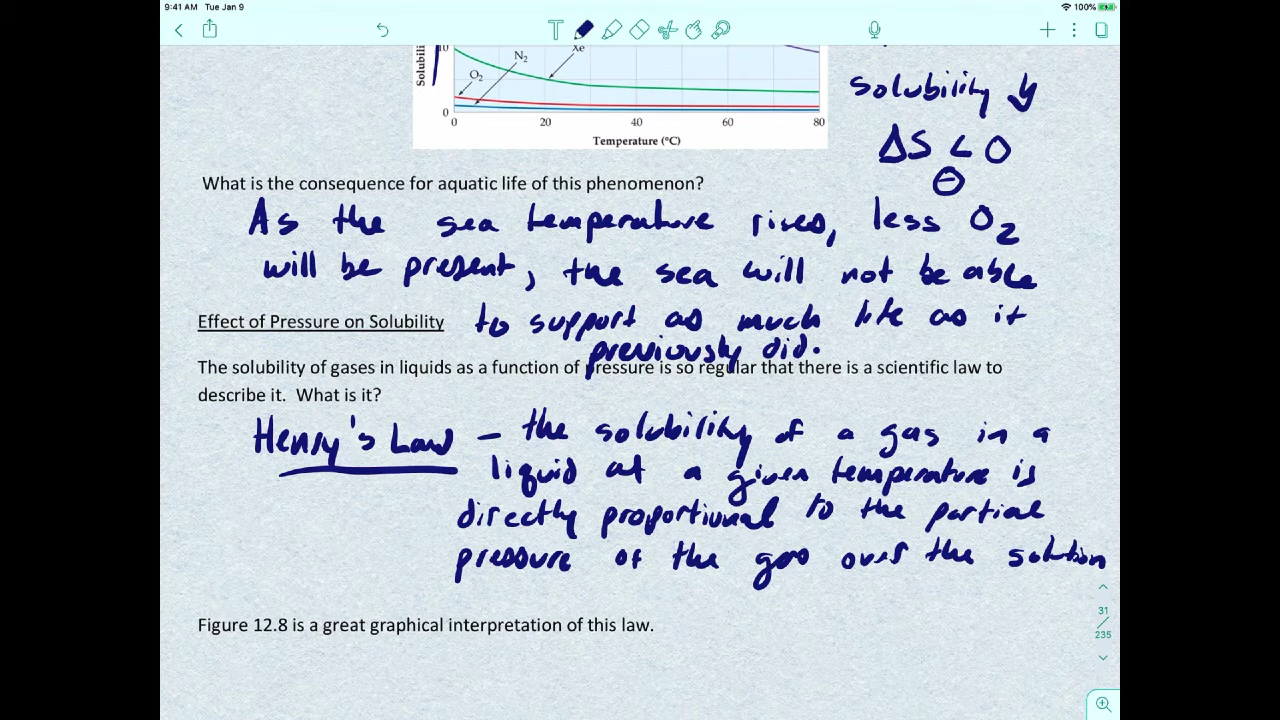 9:41 AM Tue Jan 9
100%
T
10
Xe
N2
O2
0
0 20 40 60 80
Temperature (°C)
solubility ↓
ΔS < 0
⊖
What is the consequence for aquatic life of this phenomenon?
As the sea temperature rises, less O2
will be present, the sea will not be able
to support as much life as it
previously did.
Effect of Pressure on Solubility
The solubility of gases in liquids as a function of pressure is so regular that there is a scientific law to
describe it. What is it?
Henry's Law – the solubility of a gas in a
liquid at a given temperature is
directly proportional to the partial
pressure of the gas over the solution
Figure 12.8 is a great graphical interpretation of this law.
31
/
235